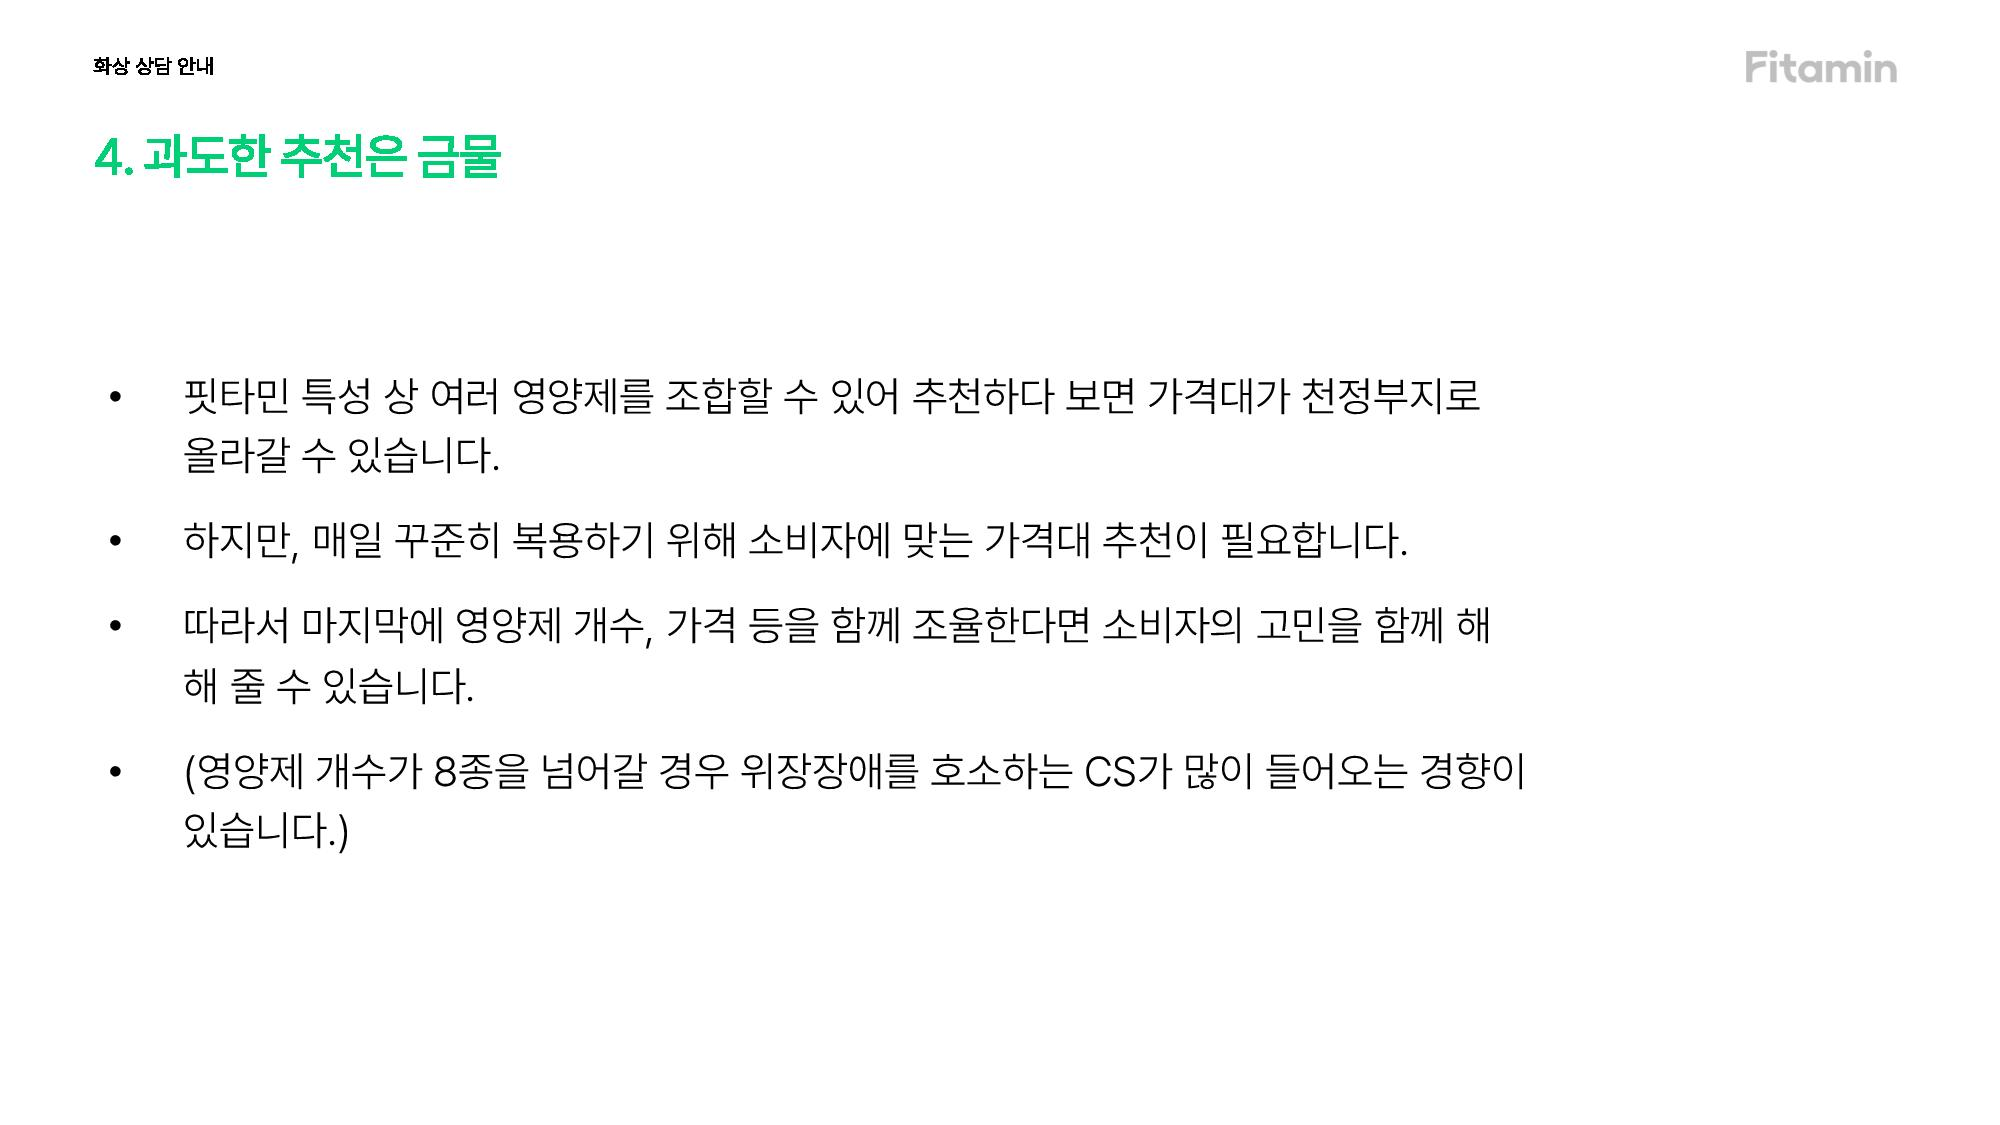 화상 상담 안내
Fitamin
4. 과도한 추천은 금물
• 핏타민 특성 상 여러 영양제를 조합할 수 있어 추천하다 보면 가격대가 천정부지로
올라갈 수 있습니다.
• 하지만, 매일 꾸준히 복용하기 위해 소비자에 맞는 가격대 추천이 필요합니다.
• 따라서 마지막에 영양제 개수, 가격 등을 함께 조율한다면 소비자의 고민을 함께 해
해 줄 수 있습니다.
• (영양제 개수가 8종을 넘어갈 경우 위장장애를 호소하는 CS가 많이 들어오는 경향이
있습니다.)